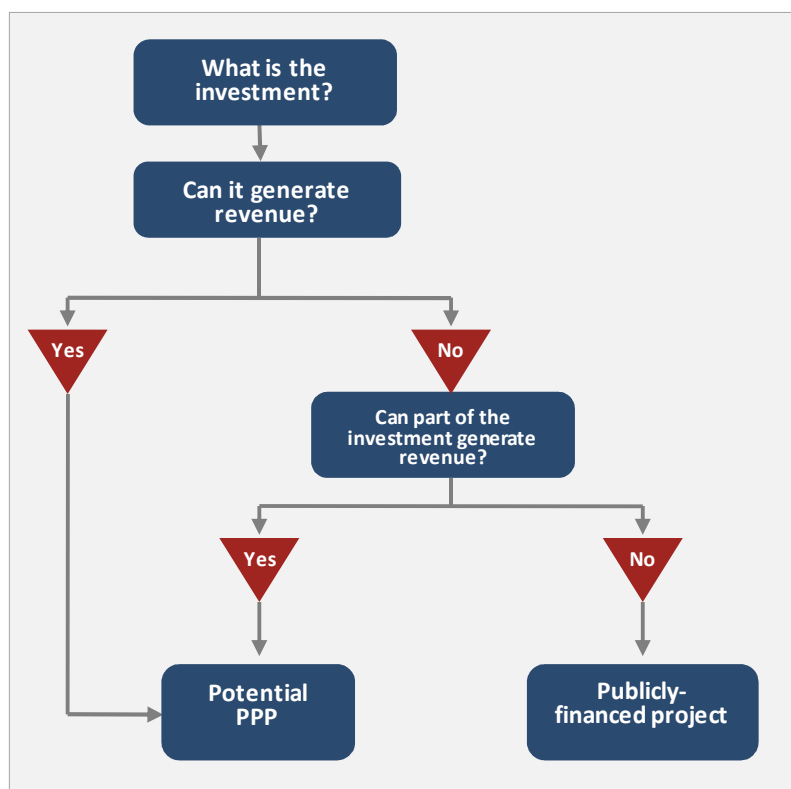 What is the
investment?
Can it generate
revenue?
Yes
No
Can part of the
investment generate
revenue?
Yes
No
Potential
PPP
Publicly-
financed project